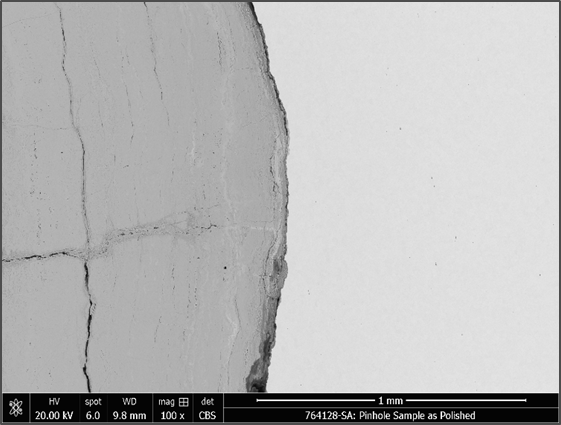 HV spot WD mag det
20.00 kV 6.0 9.8 mm 100 x CBS
1 mm
764128-SA: Pinhole Sample as Polished